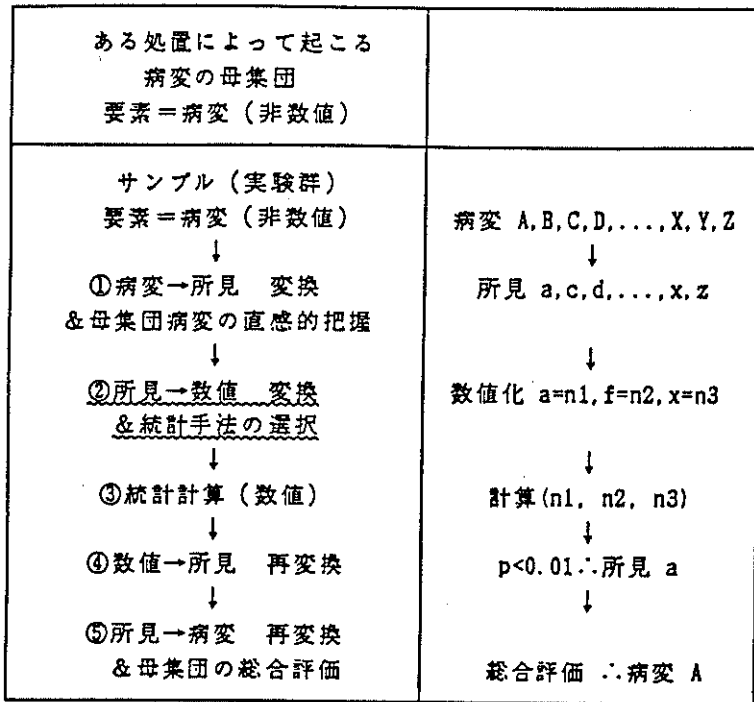 ある処置によって起こる
病変の母集団
要素=病変(非数値)
サンプル(実験群)
要素=病変(非数値)
↓
①病変→所見 変換
&母集団病変の直感的把握
↓
②所見→数値 変換
&統計手法の選択
↓
③統計計算(数値)
↓
④数値→所見 再変換
↓
⑤所見→病変 再変換
&母集団の総合評価
病変 A,B,C,D,...,X,Y,Z
↓
所見 a,c,d,...,x,z
↓
数値化 a=n1,f=n2,x=n3
↓
計算(n1, n2, n3)
↓
p<0.01∴所見 a
↓
総合評価 ∴病変 A